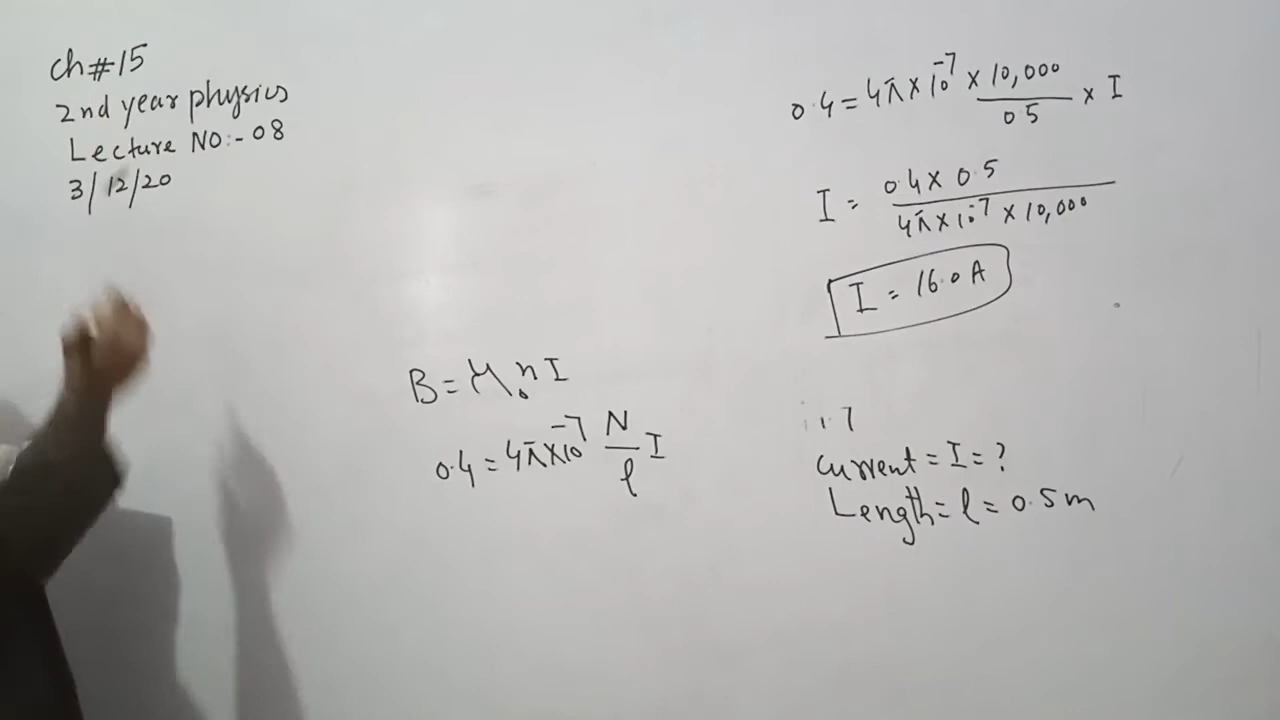 Ch#15
2nd year physics
Lecture NO:-08
3/12/20
B = μ₀nI
0.4 = 4π×10⁻⁷ N/l I
0.4 = 4π×10⁻⁷ × 10,000/0.5 × I
I = 0.4 × 0.5 / 4π×10⁻⁷ × 10,000
I = 16.0 A
Current = I = ?
Length = l = 0.5m